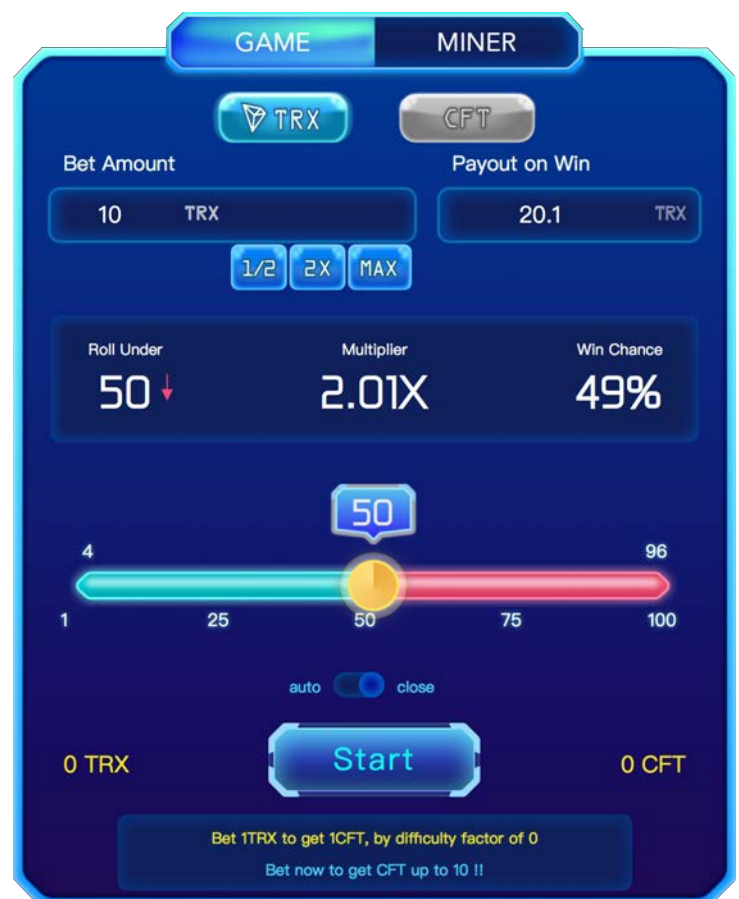 GAME MINER
TRX CFT
Bet Amount Payout on Win
10 TRX 20.1 TRX
1/2 2X MAX
Roll Under Multiplier Win Chance
50 2.01X 49%
50
4 96
1 25 50 75 100
auto close
0 TRX Start 0 CFT
Bet 1TRX to get 1CFT, by difficulty factor of 0
Bet now to get CFT up to 10 !!